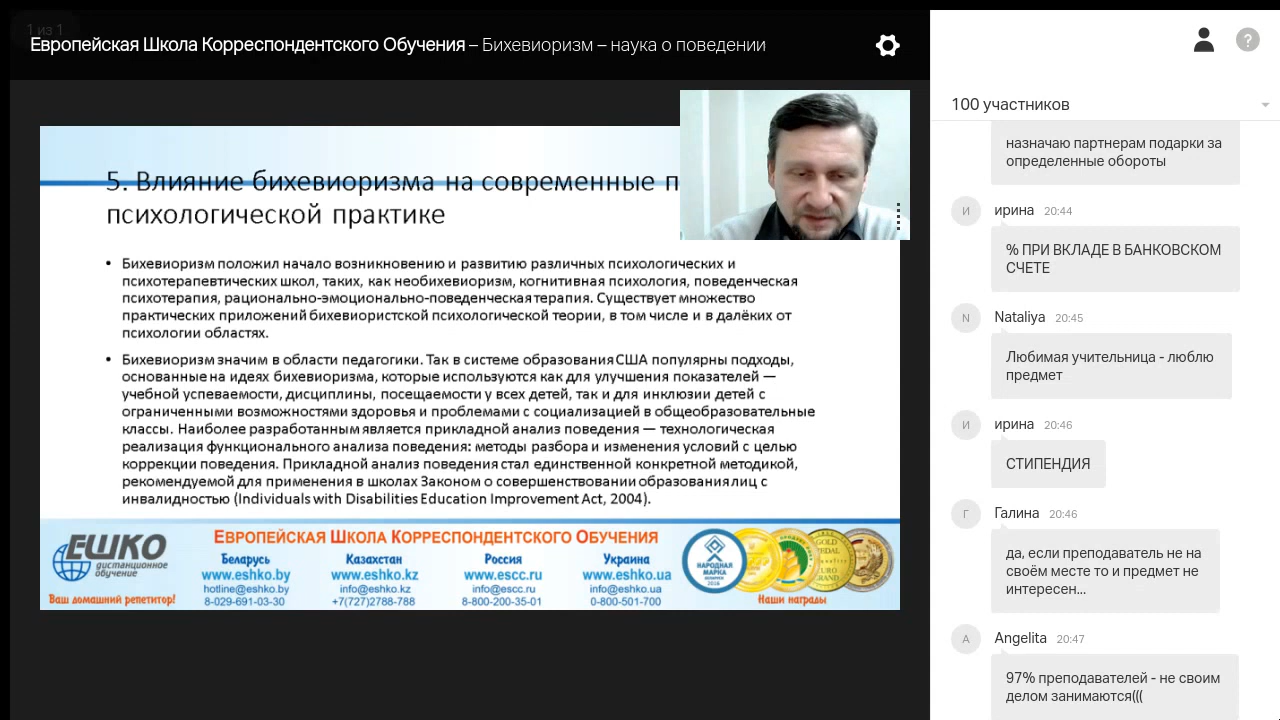 1 из 1
Европейская Школа Корреспондентского Обучения – Бихевиоризм – наука о поведении
5. Влияние бихевиоризма на современные п
психологической практике
• Бихевиоризм положил начало возникновению и развитию различных психологических и
психотерапевтических школ, таких, как необихевиоризм, когнитивная психология, поведенческая
психотерапия, рационально-эмоционально-поведенческая терапия. Существует множество
практических приложений бихевиористской психологической теории, в том числе и в далёких от
психологии областях.
• Бихевиоризм значим в области педагогики. Так в системе образования США популярны подходы,
основанные на идеях бихевиоризма, которые используются как для улучшения показателей —
учебной успеваемости, дисциплины, посещаемости у всех детей, так и для инклюзии детей с
ограниченными возможностями здоровья и проблемами с социализацией в общеобразовательные
классы. Наиболее разработанным является прикладной анализ поведения — технологическая
реализация функционального анализа поведения: методы разбора и изменения условий с целью
коррекции поведения. Прикладной анализ поведения стал единственной конкретной методикой,
рекомендуемой для применения в школах Законом о совершенствовании образования лиц с
инвалидностью (Individuals with Disabilities Education Improvement Act, 2004).
ЕШКО
дистанционное
обучение
Ваш домашний репетитор!
ЕВРОПЕЙСКАЯ ШКОЛА КОРРЕСПОНДЕНТСКОГО ОБУЧЕНИЯ
Беларусь
www.eshko.by
hotline@eshko.by
8-029-691-03-30
Казахстан
www.eshko.kz
info@eshko.kz
+7(727)2788-788
Россия
www.escc.ru
info@escc.ru
8-800-200-35-01
Украина
www.eshko.ua
info@eshko.ua
0-800-501-700
НАРОДНАЯ
МАРКА
GOLD
MEDAL
EURO
GRAND
Наши награды
100 участников
назначаю партнерам подарки за
определенные обороты
И
ирина 20:44
% ПРИ ВКЛАДЕ В БАНКОВСКОМ
СЧЕТЕ
N
Nataliya 20:45
Любимая учительница - люблю
предмет
И
ирина 20:46
СТИПЕНДИЯ
Г
Галина 20:46
да, если преподаватель не на
своём месте то и предмет не
интересен...
A
Angelita 20:47
97% преподавателей - не своим
делом занимаются(((